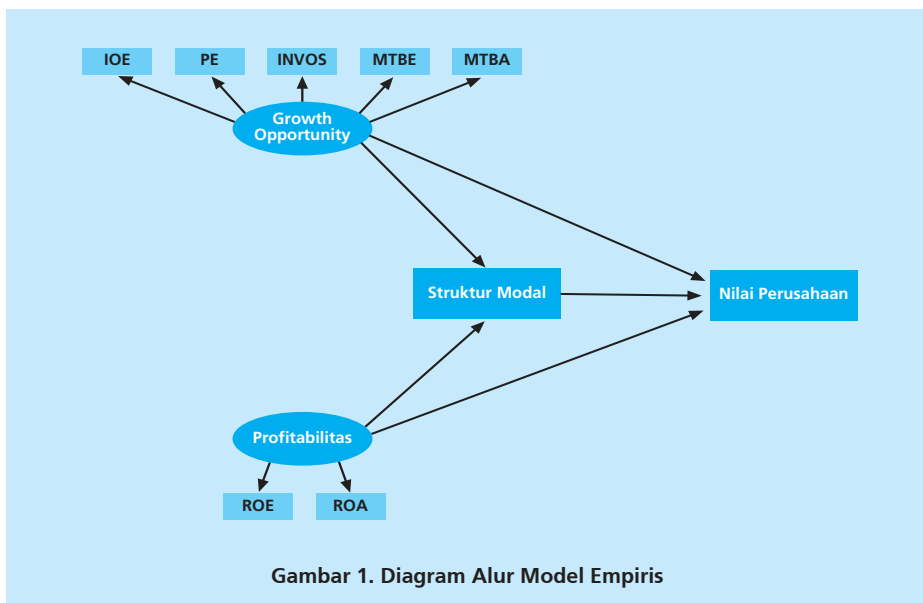 IOE
PE
INVOS
MTBE
MTBA
Growth
Opportunity
Struktur Modal
Nilai Perusahaan
Profitabilitas
ROE
ROA
Gambar 1. Diagram Alur Model Empiris